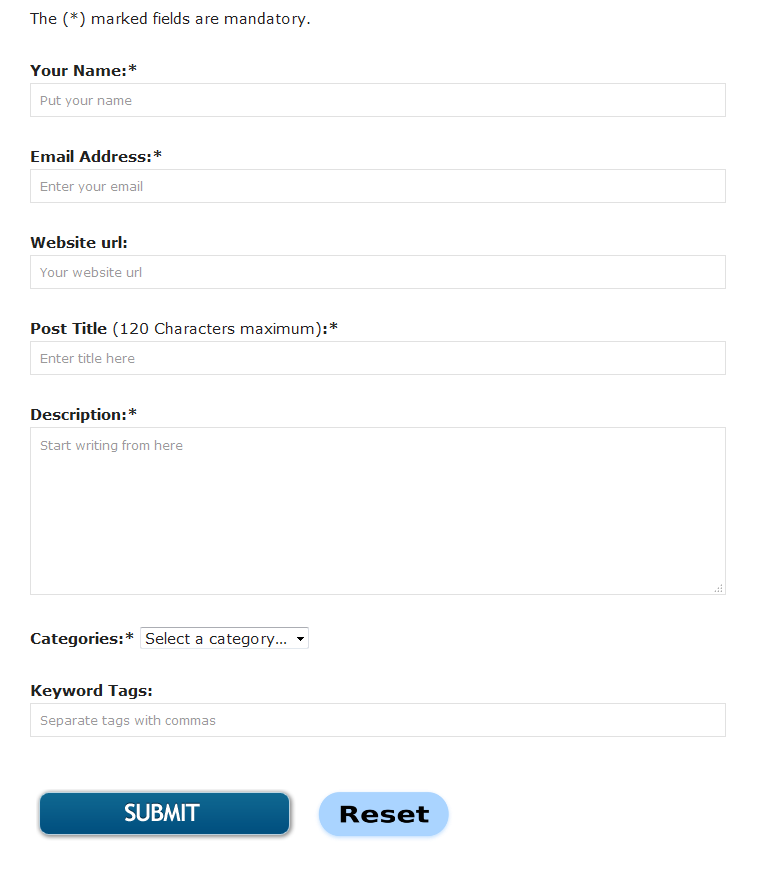 The (*) marked fields are mandatory.
Your Name:*
Put your name
Email Address:*
Enter your email
Website url:
Your website url
Post Title (120 Characters maximum):*
Enter title here
Description:*
Start writing from here
Categories:* Select a category...
Keyword Tags:
Separate tags with commas
SUBMIT Reset